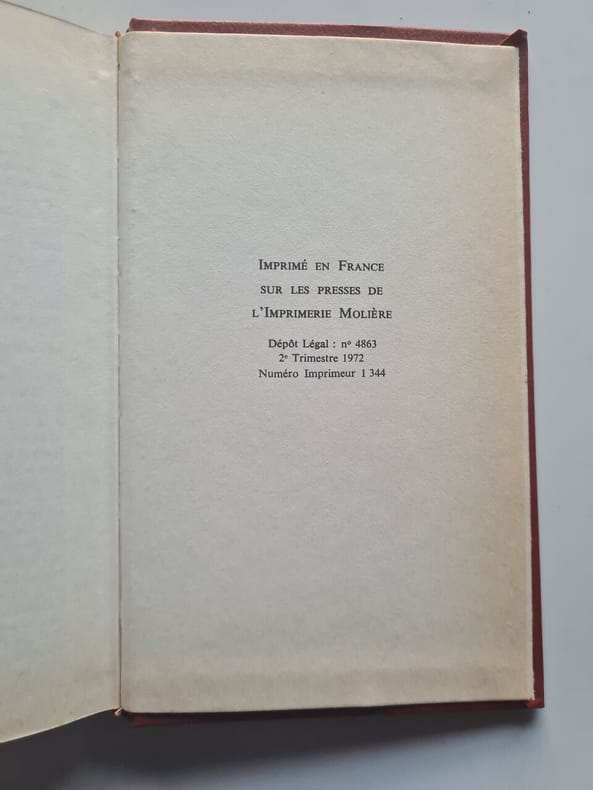 Imprimé en France
sur les presses de
l'Imprimerie Molière
Dépôt Légal : nº 4863
2e Trimestre 1972
Numéro Imprimeur 1 344